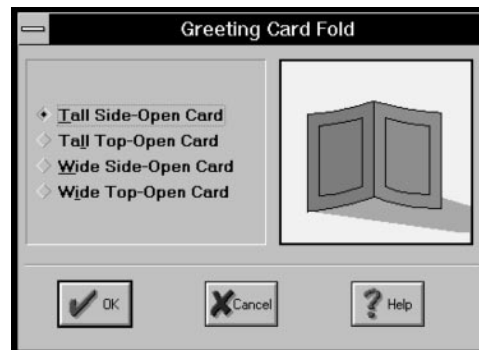 Greeting Card Fold
Tall Side-Open Card
Tall Top-Open Card
Wide Side-Open Card
Wide Top-Open Card
OK
Cancel
Help